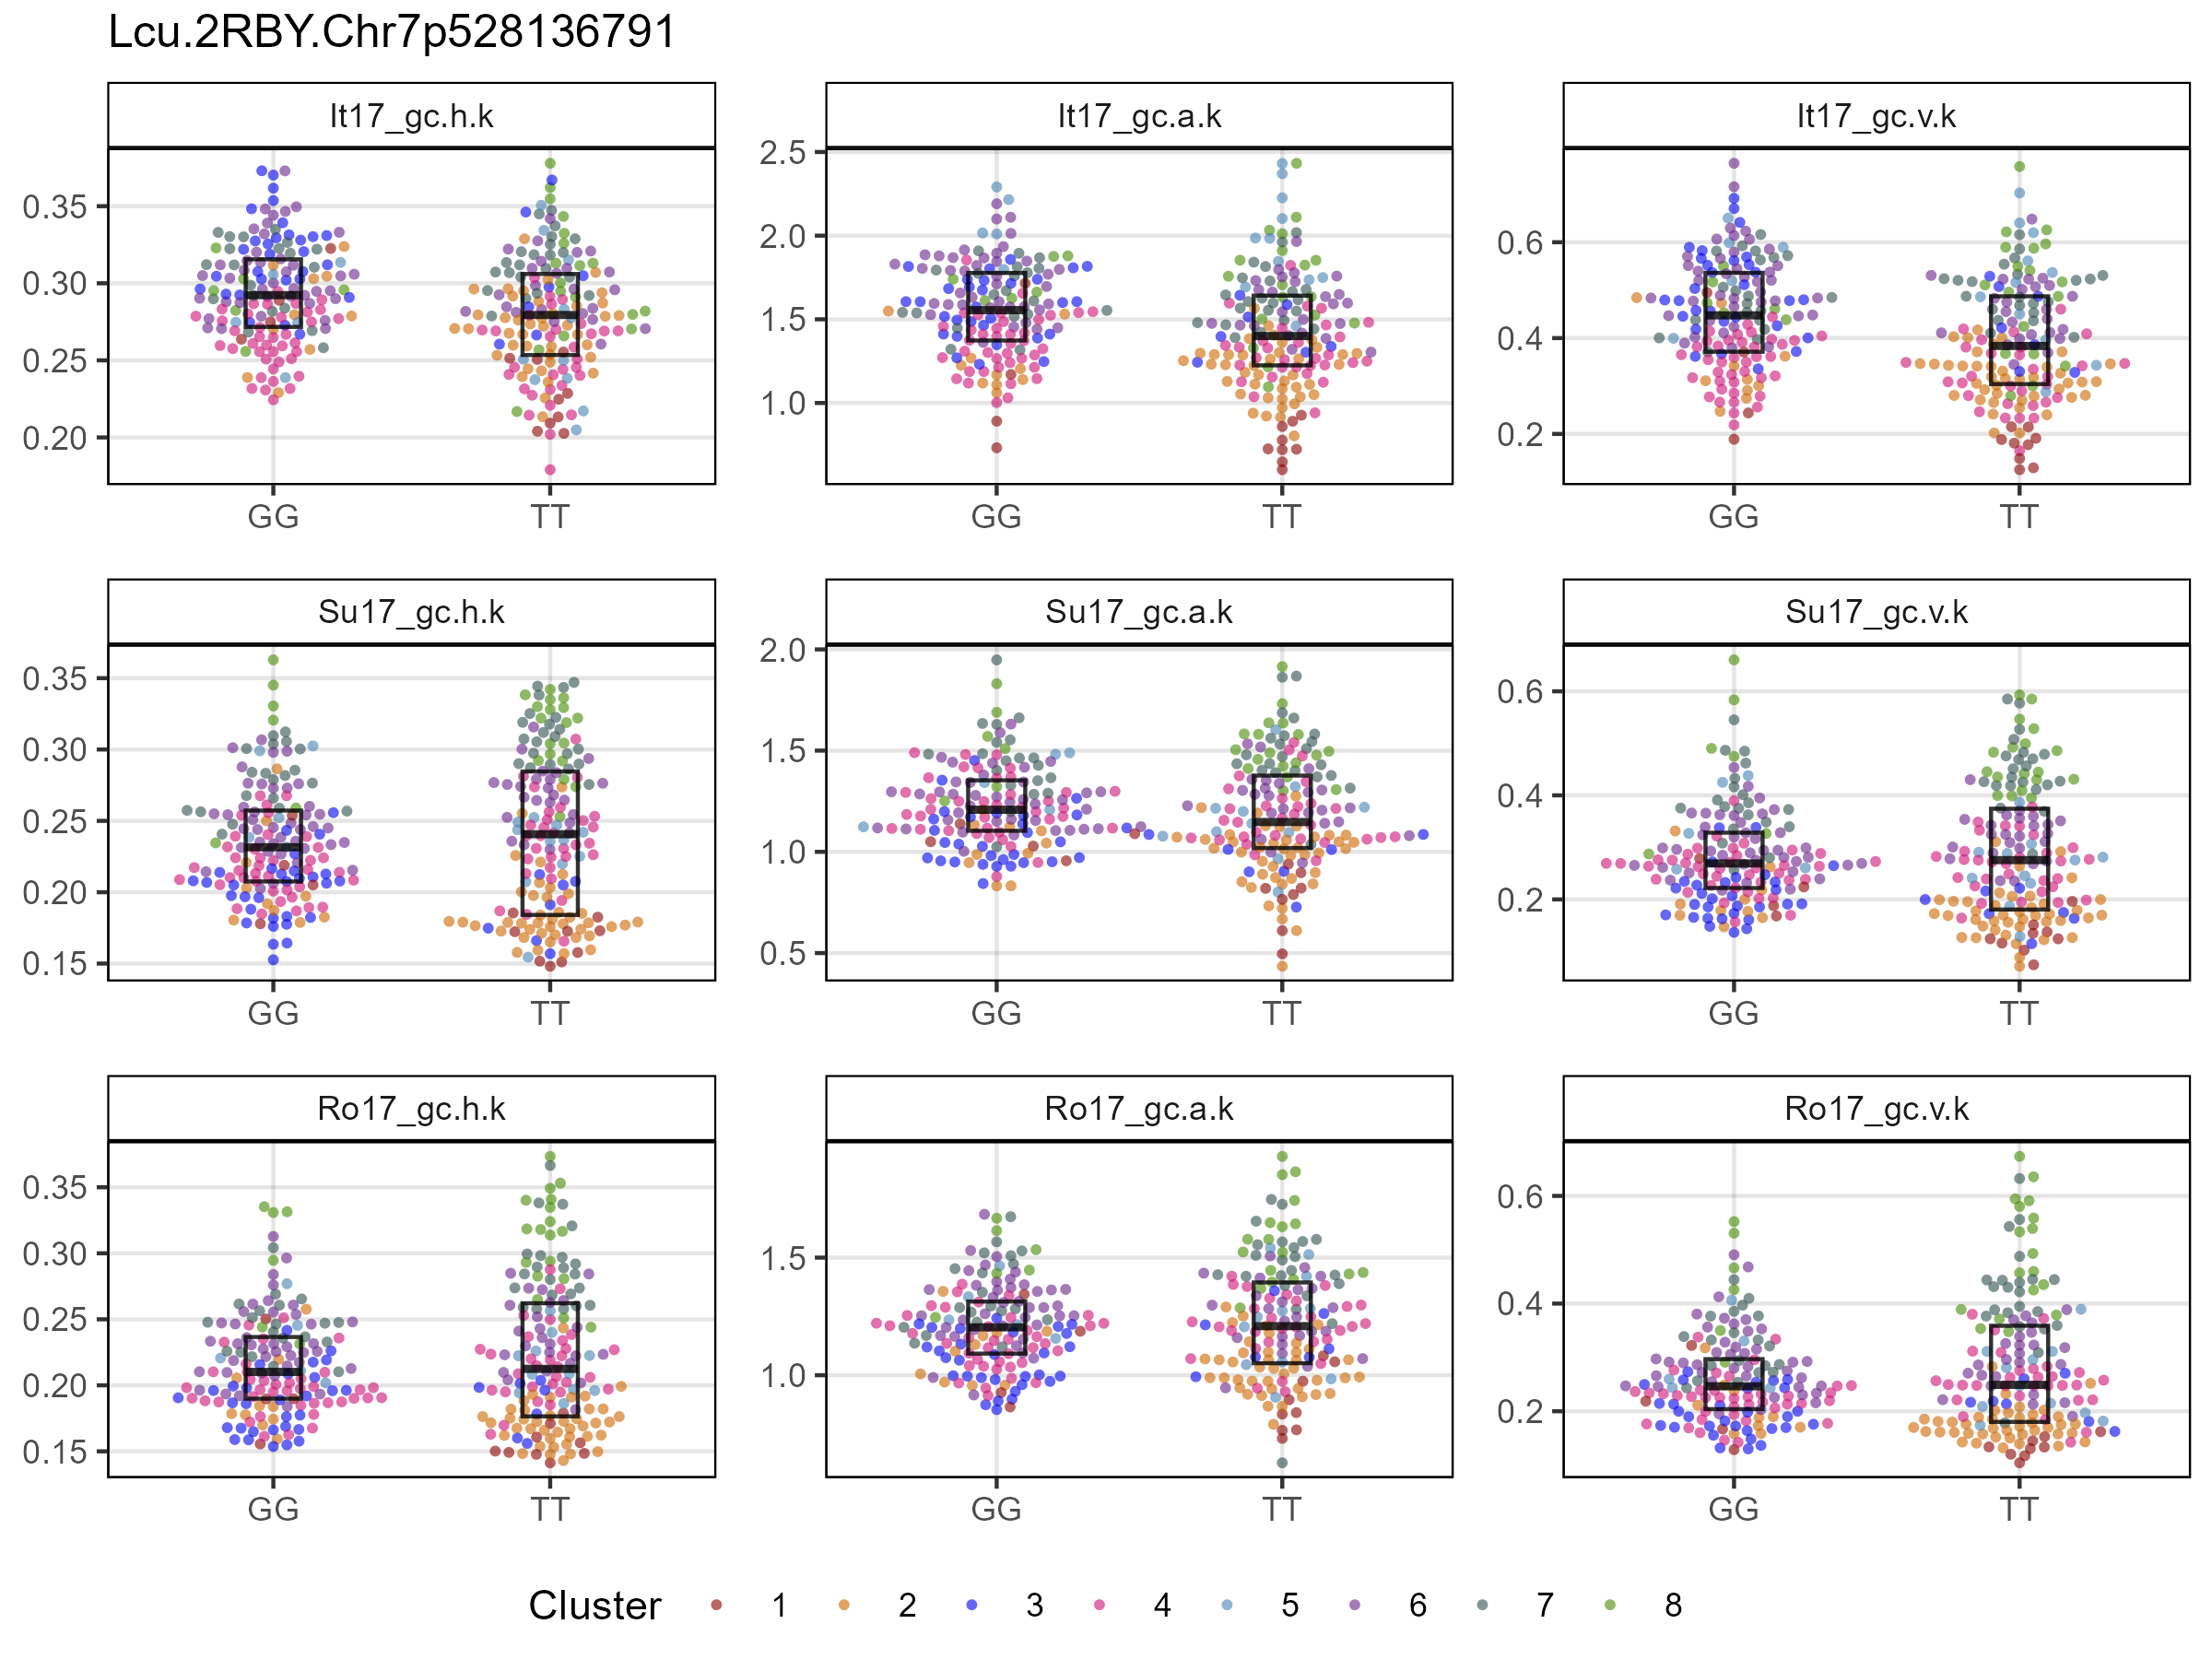 Lcu.2RBY.Chr7p528136791
It17_gc.h.k
It17_gc.a.k
It17_gc.v.k
0.35
0.30
0.25
0.20
GG
TT
2.5
2.0
1.5
1.0
GG
TT
0.6
0.4
0.2
GG
TT
Su17_gc.h.k
Su17_gc.a.k
Su17_gc.v.k
0.35
0.30
0.25
0.20
0.15
GG
TT
2.0
1.5
1.0
0.5
GG
TT
0.6
0.4
0.2
GG
TT
Ro17_gc.h.k
Ro17_gc.a.k
Ro17_gc.v.k
0.35
0.30
0.25
0.20
0.15
GG
TT
1.5
1.0
GG
TT
0.6
0.4
0.2
GG
TT
Cluster 1 2 3 4 5 6 7 8